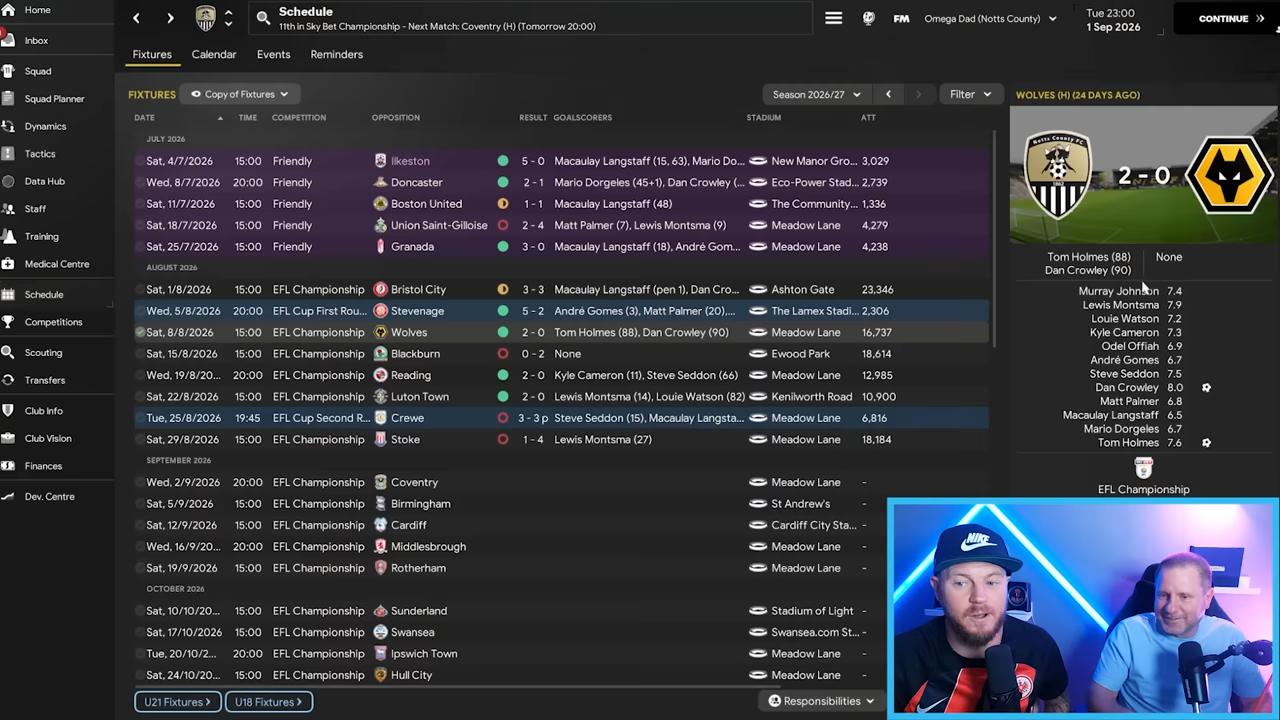 Home
Schedule
11th in Sky Bet Championship - Next Match: Coventry (H) (Tomorrow 20:00)
FM
Omega Dad (Notts County)
Tue 23:00
1 Sep 2026
CONTINUE
Inbox
Squad
Squad Planner
Dynamics
Tactics
Data Hub
Staff
Training
Medical Centre
Schedule
Competitions
Scouting
Transfers
Club Info
Club Vision
Finances
Dev. Centre
Fixtures Calendar Events Reminders
FIXTURES Copy of Fixtures Season 2026/27 Filter
DATE TIME COMPETITION OPPOSITION RESULT GOALSCORERS STADIUM ATT
JULY 2026
Sat, 4/7/2026 15:00 Friendly Ilkeston 5 - 0 Macaulay Langstaff (15, 63), Mario Do... New Manor Gro... 3,029
Wed, 8/7/2026 20:00 Friendly Doncaster 2 - 1 Mario Dorgeles (45+1), Dan Crowley (... Eco-Power Stad... 2,739
Sat, 11/7/2026 15:00 Friendly Boston United 1 - 1 Macaulay Langstaff (48) The Community... 1,336
Sat, 18/7/2026 15:00 Friendly Union Saint-Gilloise 2 - 4 Matt Palmer (7), Lewis Montsma (9) Meadow Lane 4,279
Sat, 25/7/2026 15:00 Friendly Granada 3 - 0 Macaulay Langstaff (18), André Gom... Meadow Lane 4,238
AUGUST 2026
Sat, 1/8/2026 15:00 EFL Championship Bristol City 3 - 3 Macaulay Langstaff (pen 1), Dan Cro... Ashton Gate 23,346
Wed, 5/8/2026 20:00 EFL Cup First Rou... Stevenage 5 - 2 André Gomes (3), Matt Palmer (20),... The Lamex Stadi... 2,306
Sat, 8/8/2026 15:00 EFL Championship Wolves 2 - 0 Tom Holmes (88), Dan Crowley (90) Meadow Lane 16,737
Sat, 15/8/2026 15:00 EFL Championship Blackburn 0 - 2 None Ewood Park 18,614
Wed, 19/8/20... 20:00 EFL Championship Reading 2 - 0 Kyle Cameron (11), Steve Seddon (66) Meadow Lane 12,985
Sat, 22/8/2026 15:00 EFL Championship Luton Town 2 - 0 Lewis Montsma (14), Louie Watson (82) Kenilworth Road 10,900
Tue, 25/8/2026 19:45 EFL Cup Second R... Crewe 3 - 3 p Steve Seddon (15), Macaulay Langsta... Meadow Lane 6,816
Sat, 29/8/2026 15:00 EFL Championship Stoke 1 - 4 Lewis Montsma (27) Meadow Lane 18,184
SEPTEMBER 2026
Wed, 2/9/2026 20:00 EFL Championship Coventry Meadow Lane -
Sat, 5/9/2026 15:00 EFL Championship Birmingham St Andrew's -
Sat, 12/9/2026 15:00 EFL Championship Cardiff Cardiff City Sta... -
Wed, 16/9/20... 20:00 EFL Championship Middlesbrough Meadow Lane -
Sat, 19/9/2026 15:00 EFL Championship Rotherham Meadow Lane -
OCTOBER 2026
Sat, 10/10/20... 15:00 EFL Championship Sunderland Stadium of Light -
Sat, 17/10/2026 15:00 EFL Championship Swansea Swansea.com St... -
Tue, 20/10/2... 20:00 EFL Championship Ipswich Town Meadow Lane -
Sat, 24/10/20... 15:00 EFL Championship Hull City Meadow Lane -
U21 Fixtures U18 Fixtures Responsibilities
WOLVES (H) (24 DAYS AGO)
2 - 0
Tom Holmes (88) None
Dan Crowley (90)
Murray Johnson 7.4
Lewis Montsma 7.9
Louie Watson 7.2
Kyle Cameron 7.3
Odel Offiah 6.9
André Gomes 6.7
Steve Seddon 7.5
Dan Crowley 8.0
Matt Palmer 6.8
Macaulay Langstaff 6.5
Mario Dorgeles 6.7
Tom Holmes 7.6
EFL Championship
NIKE